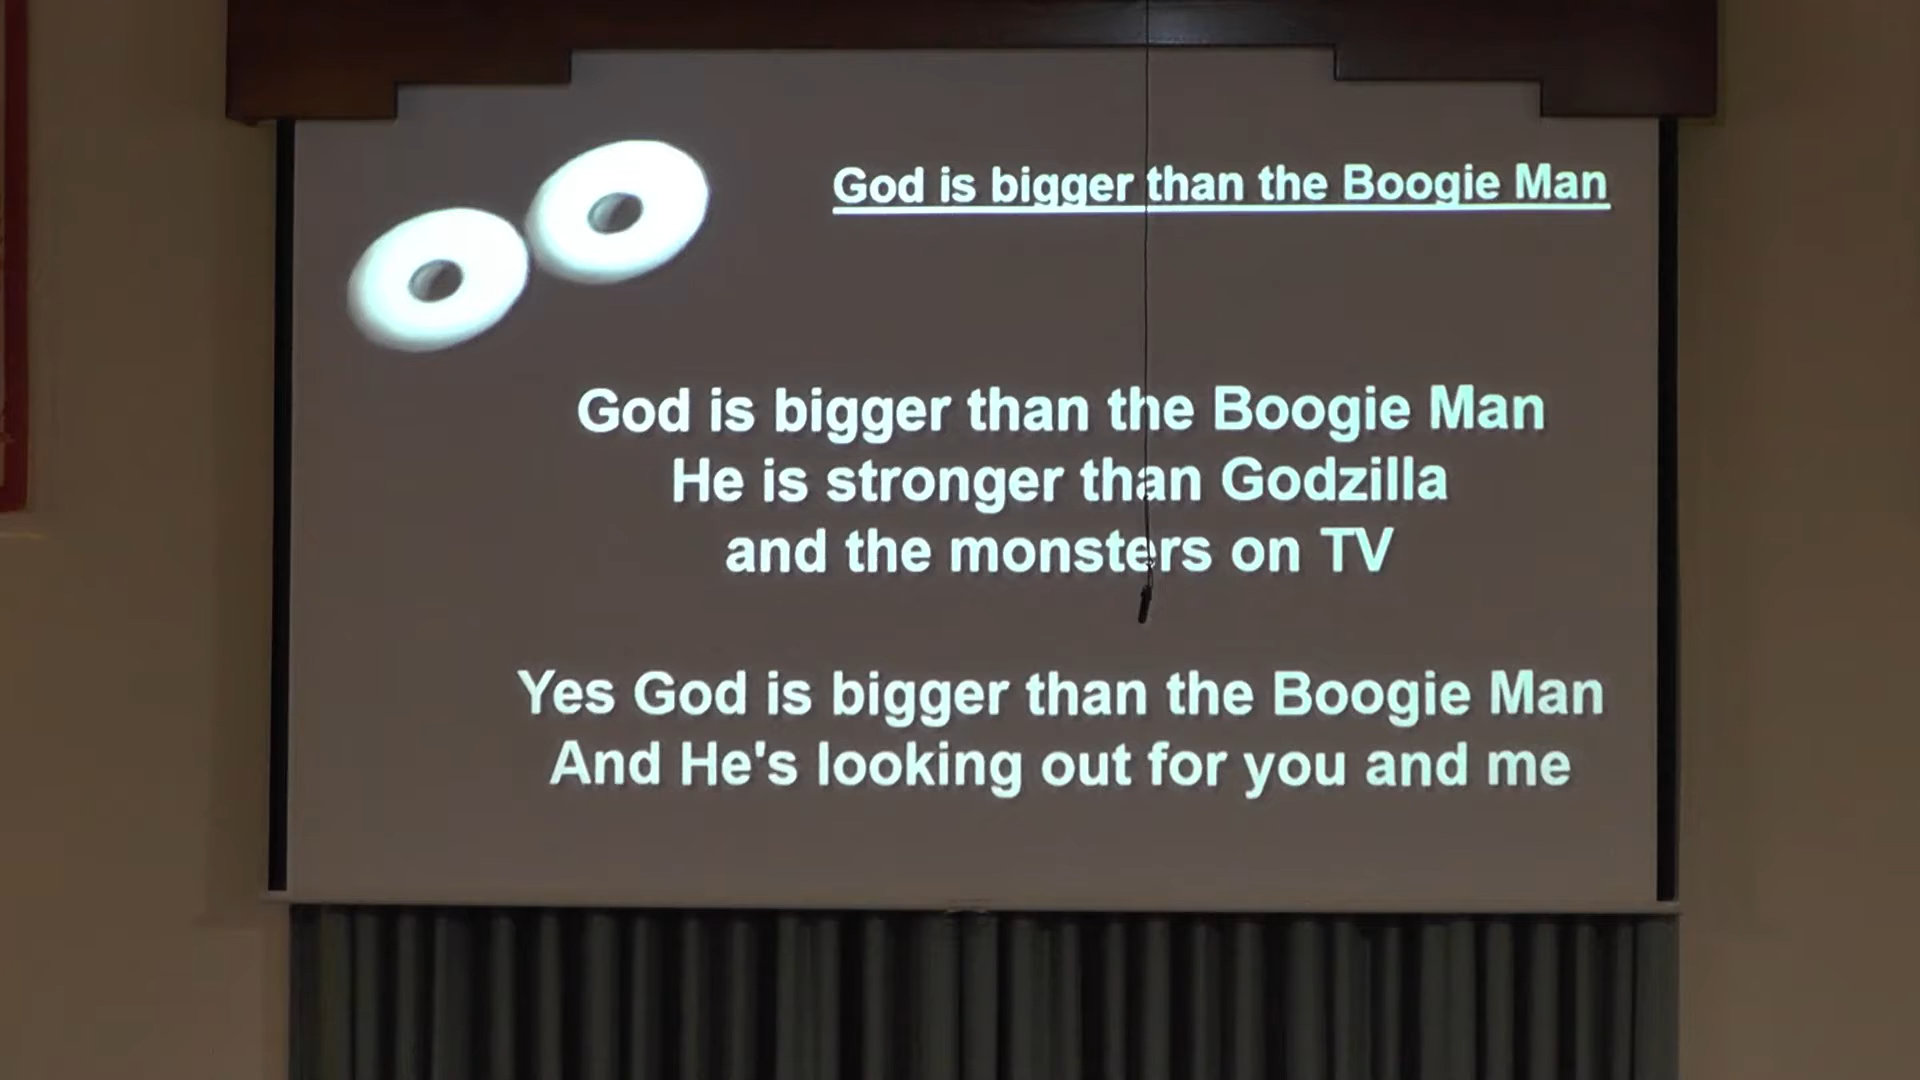 God is bigger than the Boogie Man
God is bigger than the Boogie Man
He is stronger than Godzilla
and the monsters on TV
Yes God is bigger than the Boogie Man
And He's looking out for you and me